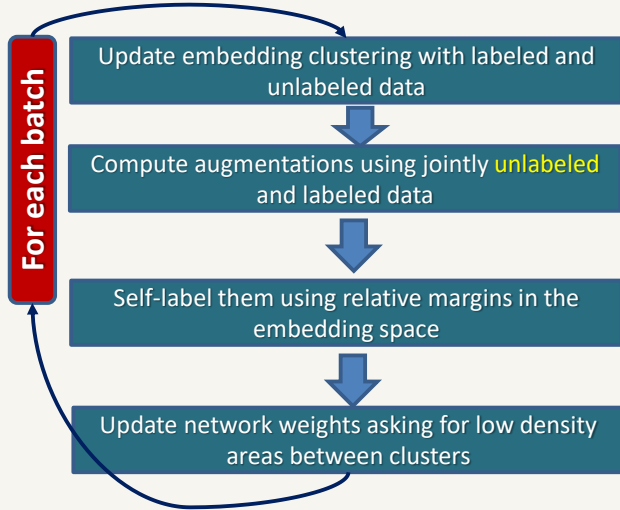 For each batch
Update embedding clustering with labeled and
unlabeled data
Compute augmentations using jointly unlabeled
and labeled data
Self-label them using relative margins in the
embedding space
Update network weights asking for low density
areas between clusters